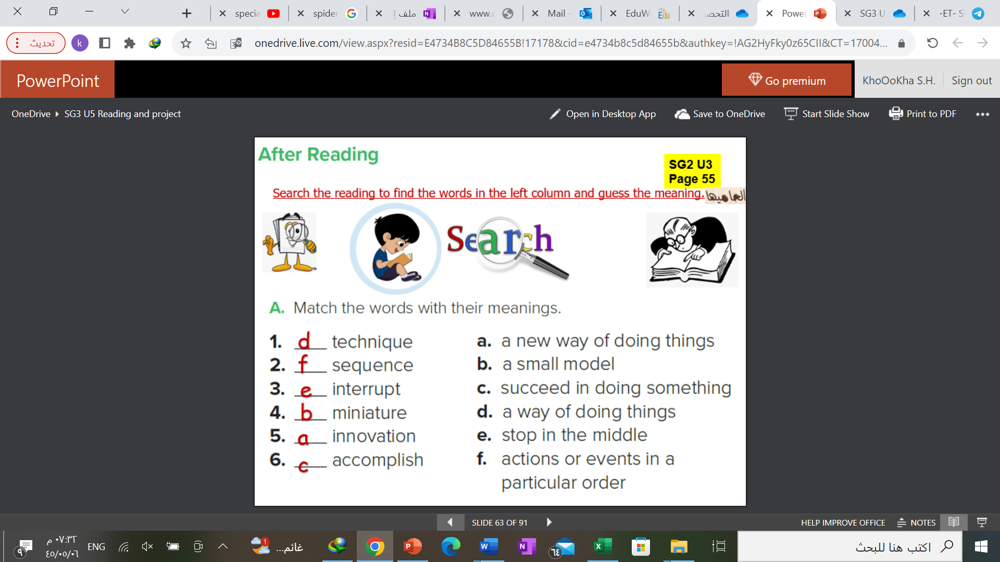 specia
spider
ملف إ
www.c
Mail -
EduW
التحص
Power
SG3 U
-ET- S
تحديث
k
onedrive.live.com/view.aspx?resid=E4734B8C5D84655B!17178&cid=e4734b8c5d84655b&authkey=!AG2HyFky0z65CII&CT=17004...
PowerPoint
Go premium
KhoOoKha S.H.
Sign out
OneDrive
SG3 U5 Reading and project
Open in Desktop App
Save to OneDrive
Start Slide Show
Print to PDF
After Reading
SG2 U3
Page 55
Search the reading to find the words in the left column and guess the meaning.
Search
A. Match the words with their meanings.
1. d technique
2. f sequence
3. e interrupt
4. b miniature
5. a innovation
6. c accomplish
a. a new way of doing things
b. a small model
c. succeed in doing something
d. a way of doing things
e. stop in the middle
f. actions or events in a
particular order
SLIDE 63 OF 91
HELP IMPROVE OFFICE
NOTES
٠٧:٣٢ م
٤٥/٠٥/٠٦
٩
ENG
1
غائم...
٦٤
اكتب هنا للبحث